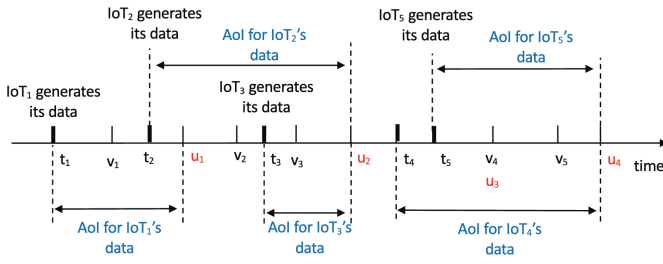 IoT₂ generates
its data
IoT₅ generates
its data
AoI for IoT₂'s
data
AoI for IoT₅'s
data
IoT₁ generates
its data
IoT₃ generates
its data
t₁ v₁ t₂ u₁ v₂ t₃ v₃ u₂ t₄ t₅ v₄ v₅ u₄ time
u₃
AoI for IoT₁'s
data
AoI for IoT₃'s
data
AoI for IoT₄'s
data